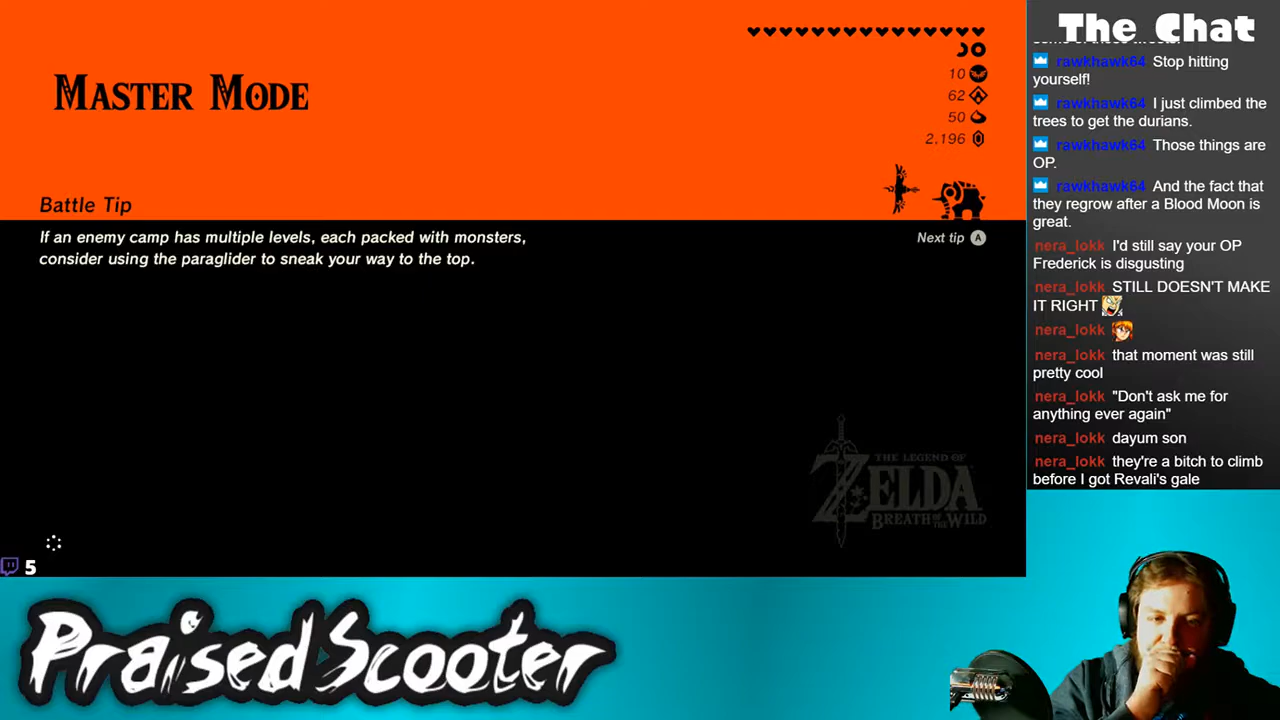 The Chat
MASTER MODE
10
62
50
2,196
Battle Tip
If an enemy camp has multiple levels, each packed with monsters,
consider using the paraglider to sneak your way to the top.
Next tip A
THE LEGEND OF
ZELDA
BREATH OF THE WILD
5
PraisedScooter
some of those tweets.
rawkhawk64 Stop hitting
yourself!
rawkhawk64 I just climbed the
trees to get the durians.
rawkhawk64 Those things are
OP.
rawkhawk64 And the fact that
they regrow after a Blood Moon is
great.
nera_lokk I'd still say your OP
Frederick is disgusting
nera_lokk STILL DOESN'T MAKE
IT RIGHT
nera_lokk
nera_lokk that moment was still
pretty cool
nera_lokk "Don't ask me for
anything ever again"
nera_lokk dayum son
nera_lokk they're a bitch to climb
before I got Revali's gale